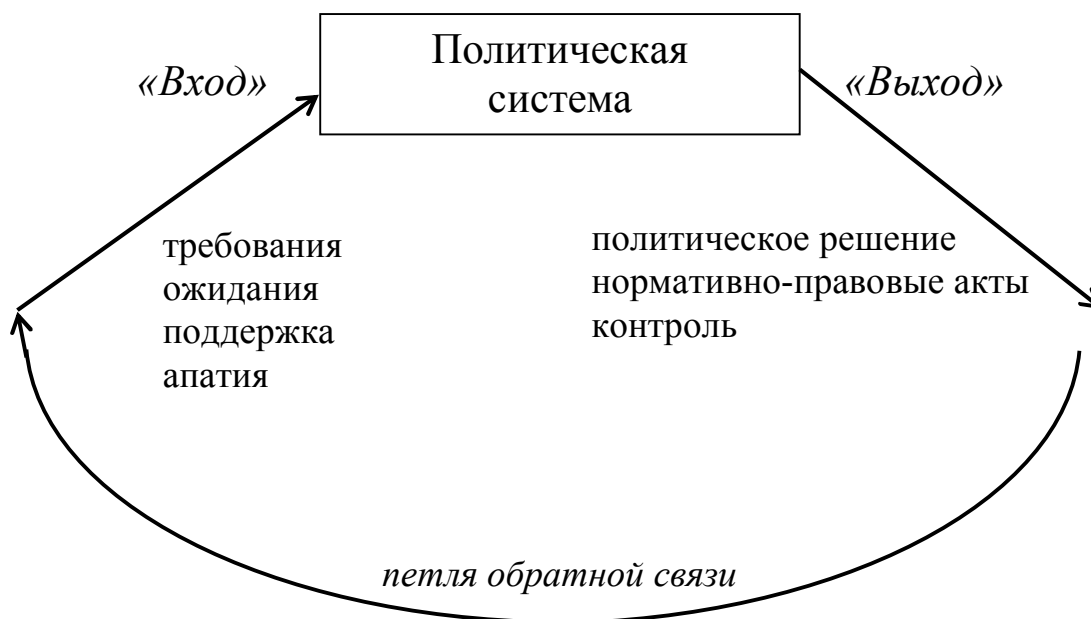 Политическая
система
«Вход»
«Выход»
требования
ожидания
поддержка
апатия
политическое решение
нормативно-правовые акты
контроль
петля обратной связи